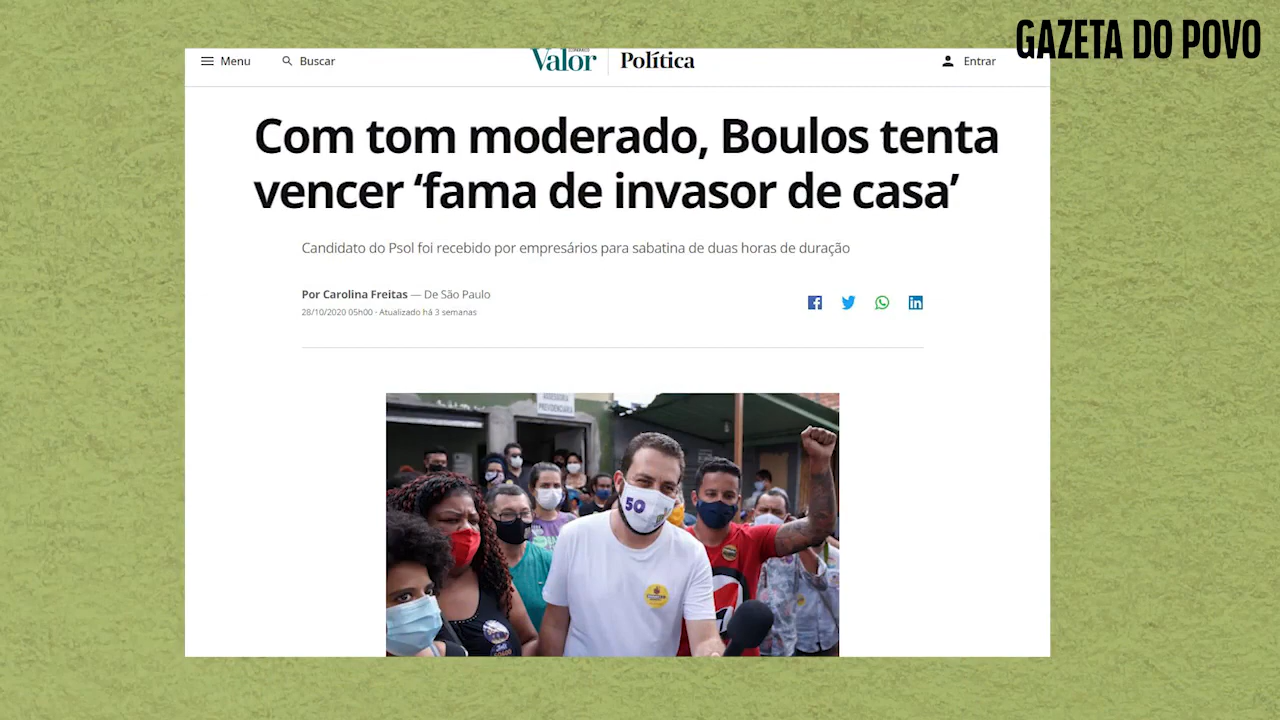 GAZETA DO POVO
Menu
Buscar
Valor
Política
Entrar
Com tom moderado, Boulos tenta
vencer ‘fama de invasor de casa’
Candidato do Psol foi recebido por empresários para sabatina de duas horas de duração
Por Carolina Freitas — De São Paulo
28/10/2020 05h00 · Atualizado há 3 semanas
ASSESSORIA
PREVIDENCIÁRIA
50